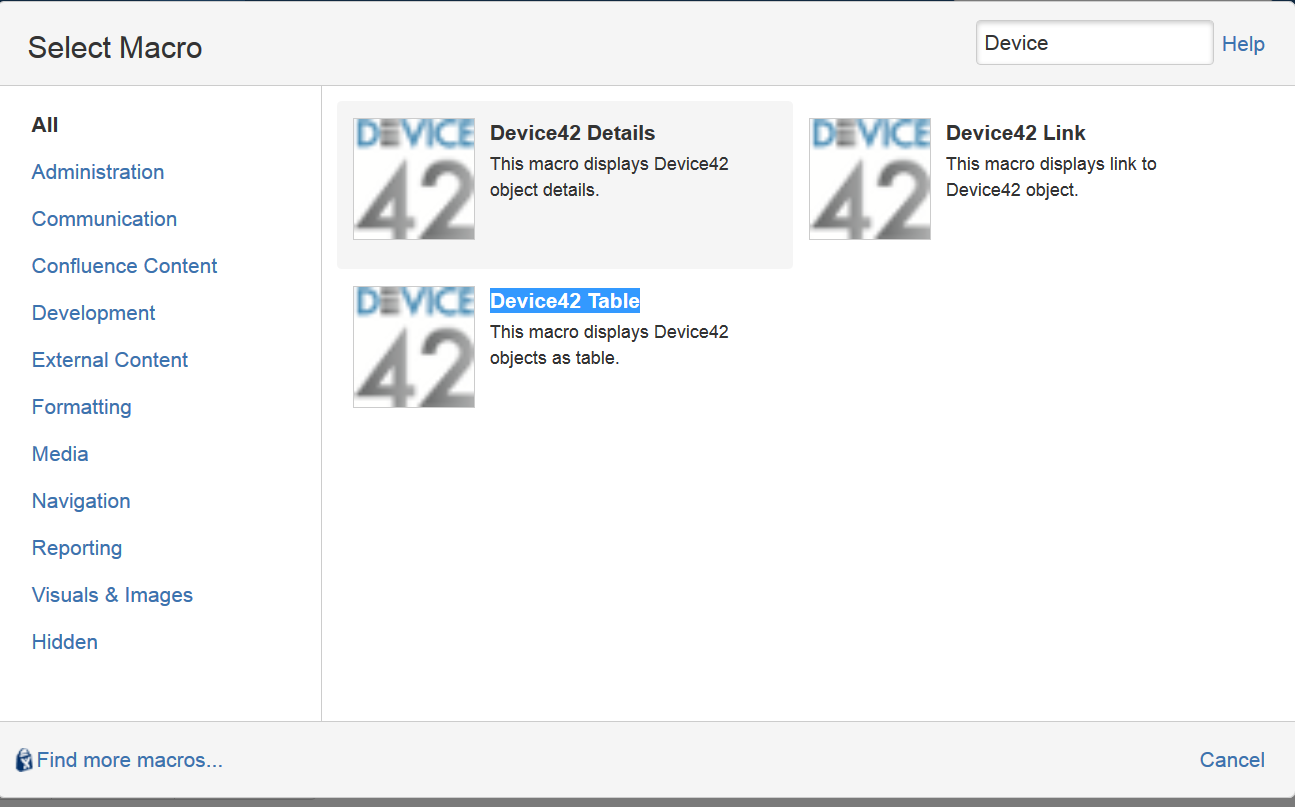 Select Macro
Device
Help
All
Administration
Communication
Confluence Content
Development
External Content
Formatting
Media
Navigation
Reporting
Visuals & Images
Hidden
DEVICE
42
Device42 Details
This macro displays Device42
object details.
DEVICE
42
Device42 Link
This macro displays link to
Device42 object.
DEVICE
42
Device42 Table
This macro displays Device42
objects as table.
Find more macros...
Cancel